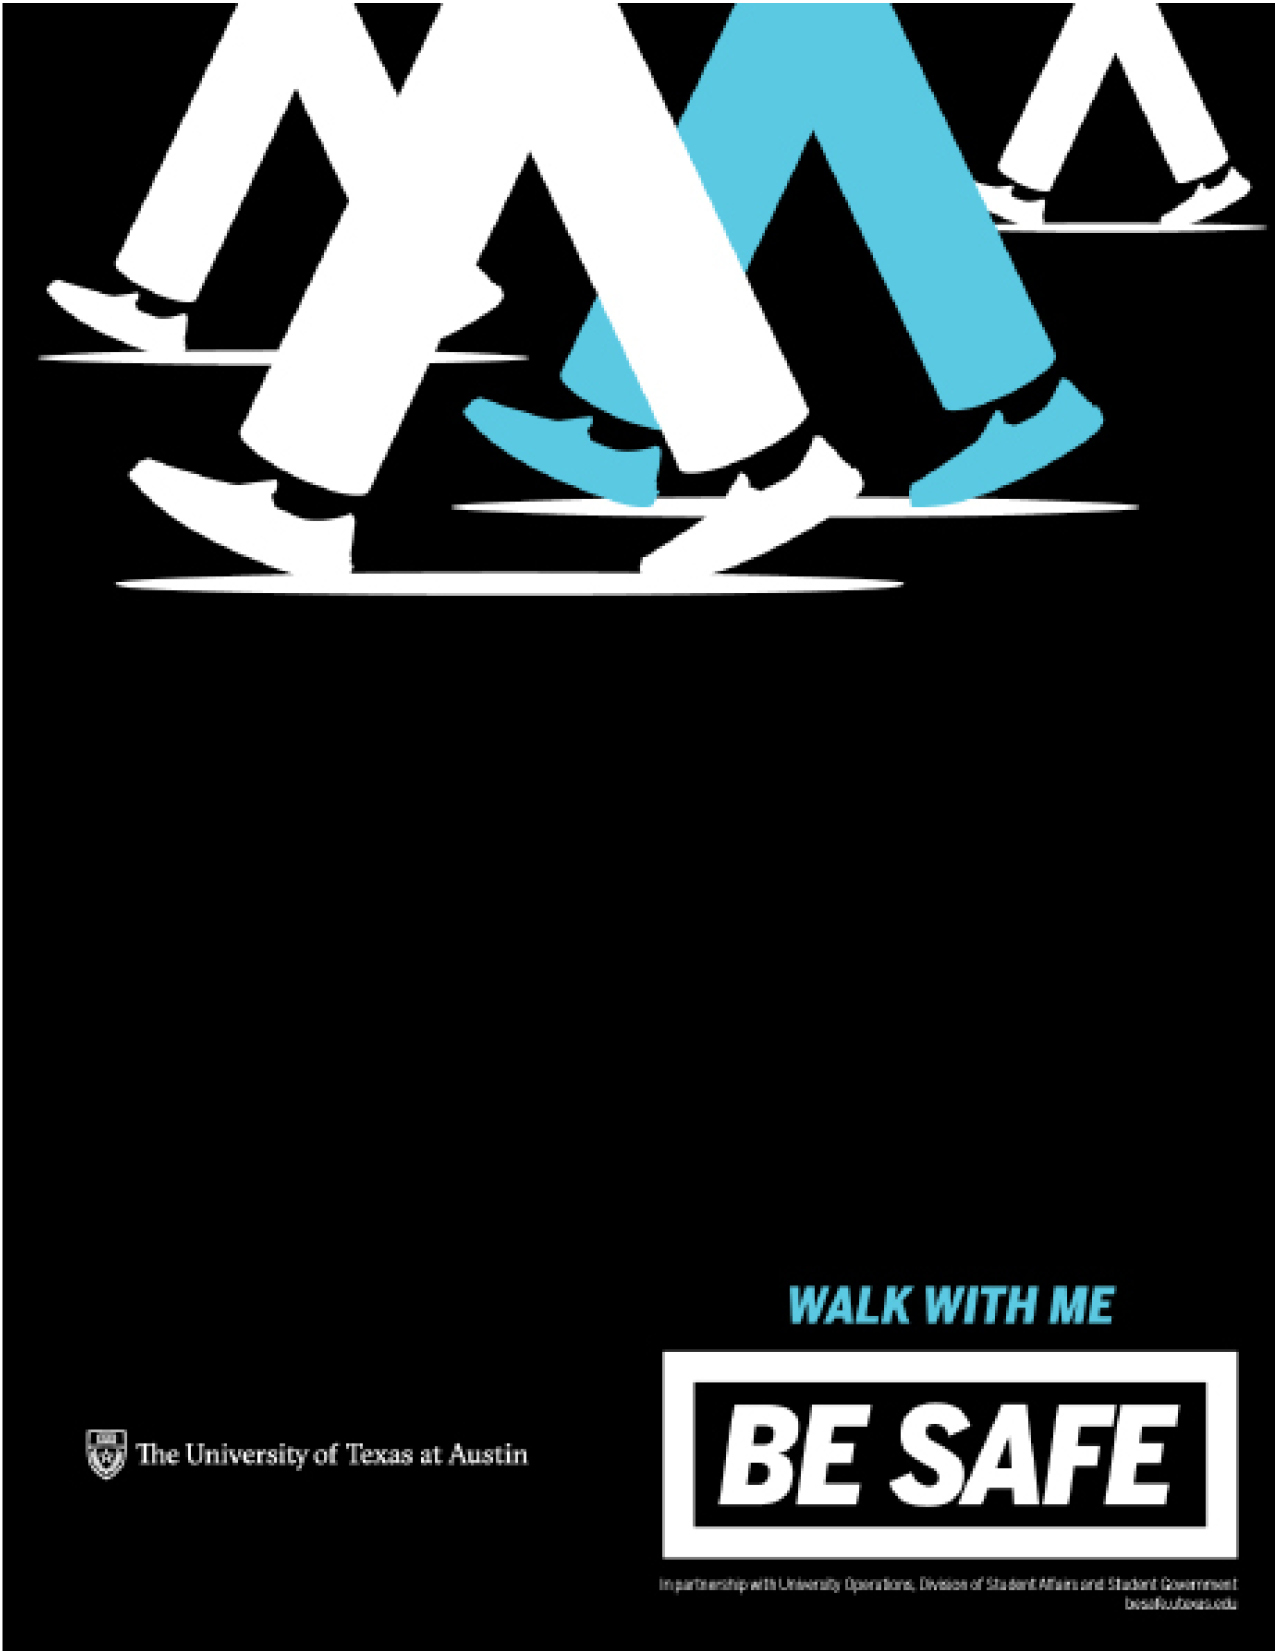 WALK WITH ME
BE SAFE
The University of Texas at Austin
In partnership with University Operations, Division of Student Affairs and Student Government
besafe.utexas.edu